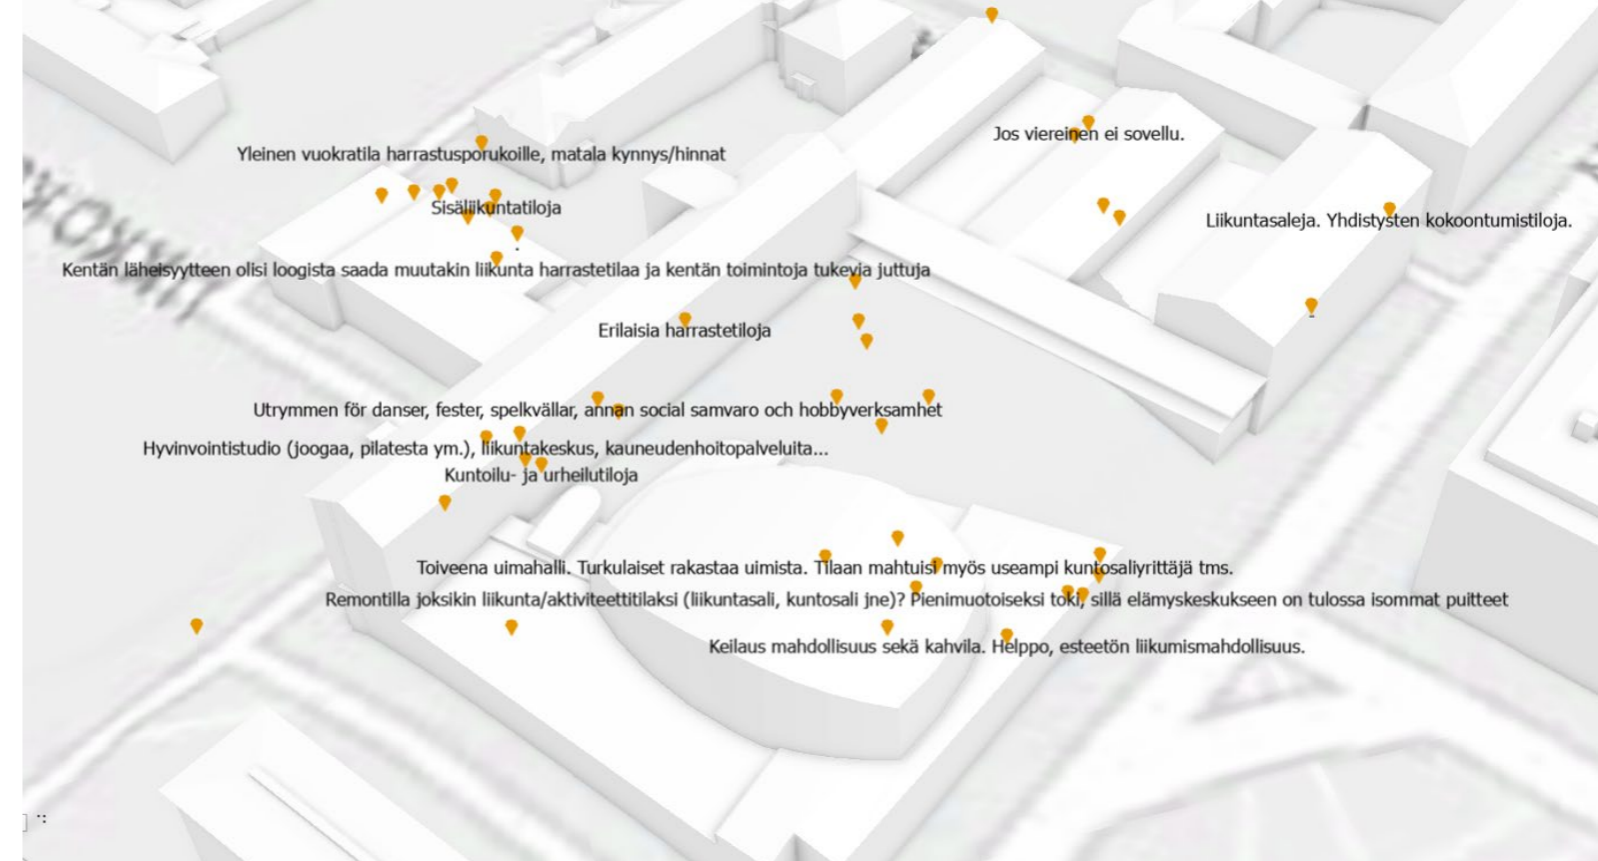 Jos viereinen ei sovellu.
Yleinen vuokratila harrastusporukoille, matala kynnys/hinnat
Sisäliikuntatiloja
Liikuntasaleja. Yhdistysten kokoontumistiloja.
Kentän läheisyytteen olisi loogista saada muutakin liikunta harrastetilaa ja kentän toimintoja tukevia juttuja
Erilaisia harrastetiloja
Utrymmen för danser, fester, spelkvällar, annan social samvaro och hobbyverksamhet
Hyvinvointistudio (joogaa, pilatesta ym.), liikuntakeskus, kauneudenhoitopalveluita...
Kuntoilu- ja urheilutiloja
Toiveena uimahalli. Turkulaiset rakastaa uimista. Tilaan mahtuisi myös useampi kuntosaliyrittäjä tms.
Remontilla joksikin liikunta/aktiviteettitilaksi (liikuntasali, kuntosali jne)? Pienimuotoiseksi toki, sillä elämyskeskukseen on tulossa isommat puitteet
Keilaus mahdollisuus sekä kahvila. Helppo, esteetön liikumismahdollisuus.